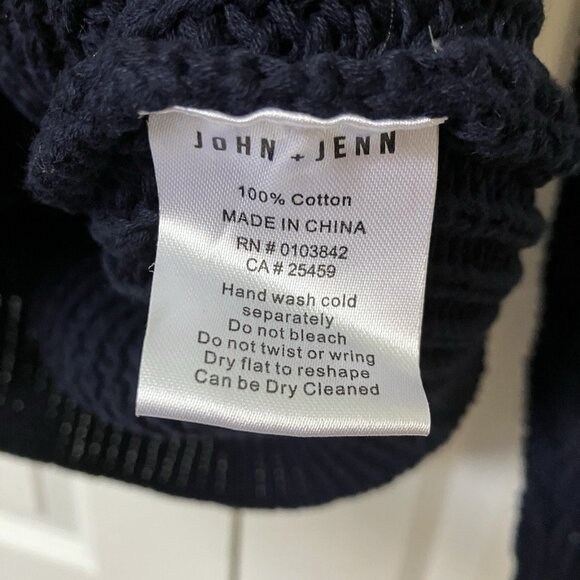 JOHN + JENN
100% Cotton
MADE IN CHINA
RN # 0103842
CA # 25459
Hand wash cold
separately
Do not bleach
Do not twist or wring
Dry flat to reshape
Can be Dry Cleaned